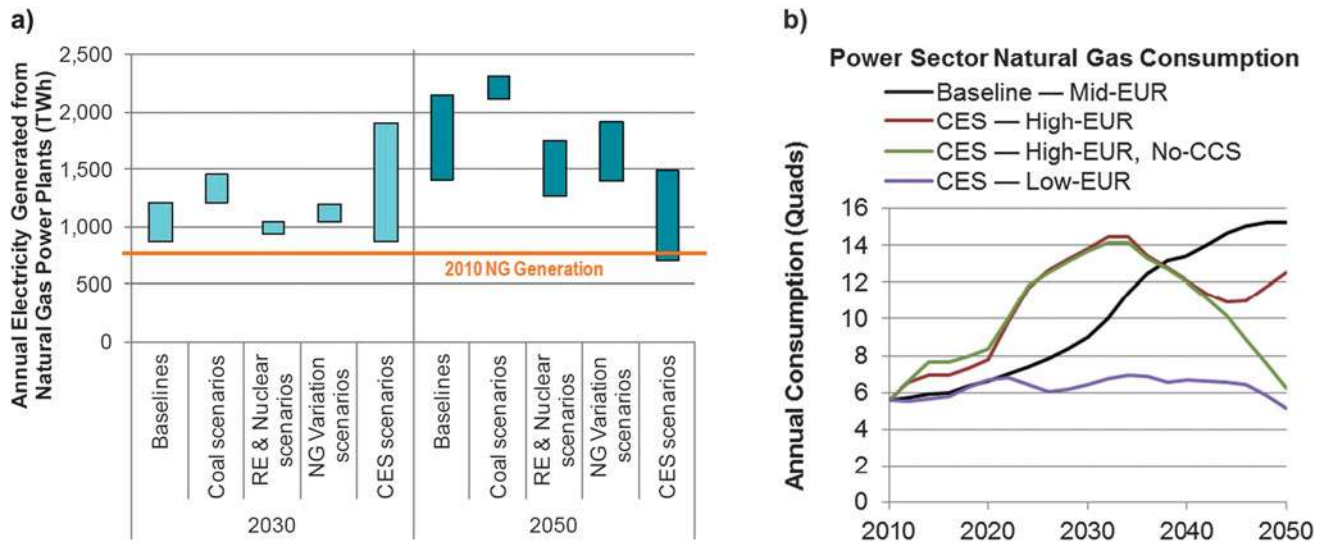 a)
Annual Electricity Generated from
Natural Gas Power Plants (TWh)
2,500
2,000
1,500
1,000
500
0
2010 NG Generation
Baselines
Coal scenarios
RE & Nuclear
scenarios
NG Variation
scenarios
CES scenarios
Baselines
Coal scenarios
RE & Nuclear
scenarios
NG Variation
scenarios
CES scenarios
2030
2050
b)
Power Sector Natural Gas Consumption
Baseline — Mid-EUR
CES — High-EUR
CES — High-EUR, No-CCS
CES — Low-EUR
Annual Consumption (Quads)
16
14
12
10
8
6
4
2
0
2010
2020
2030
2040
2050